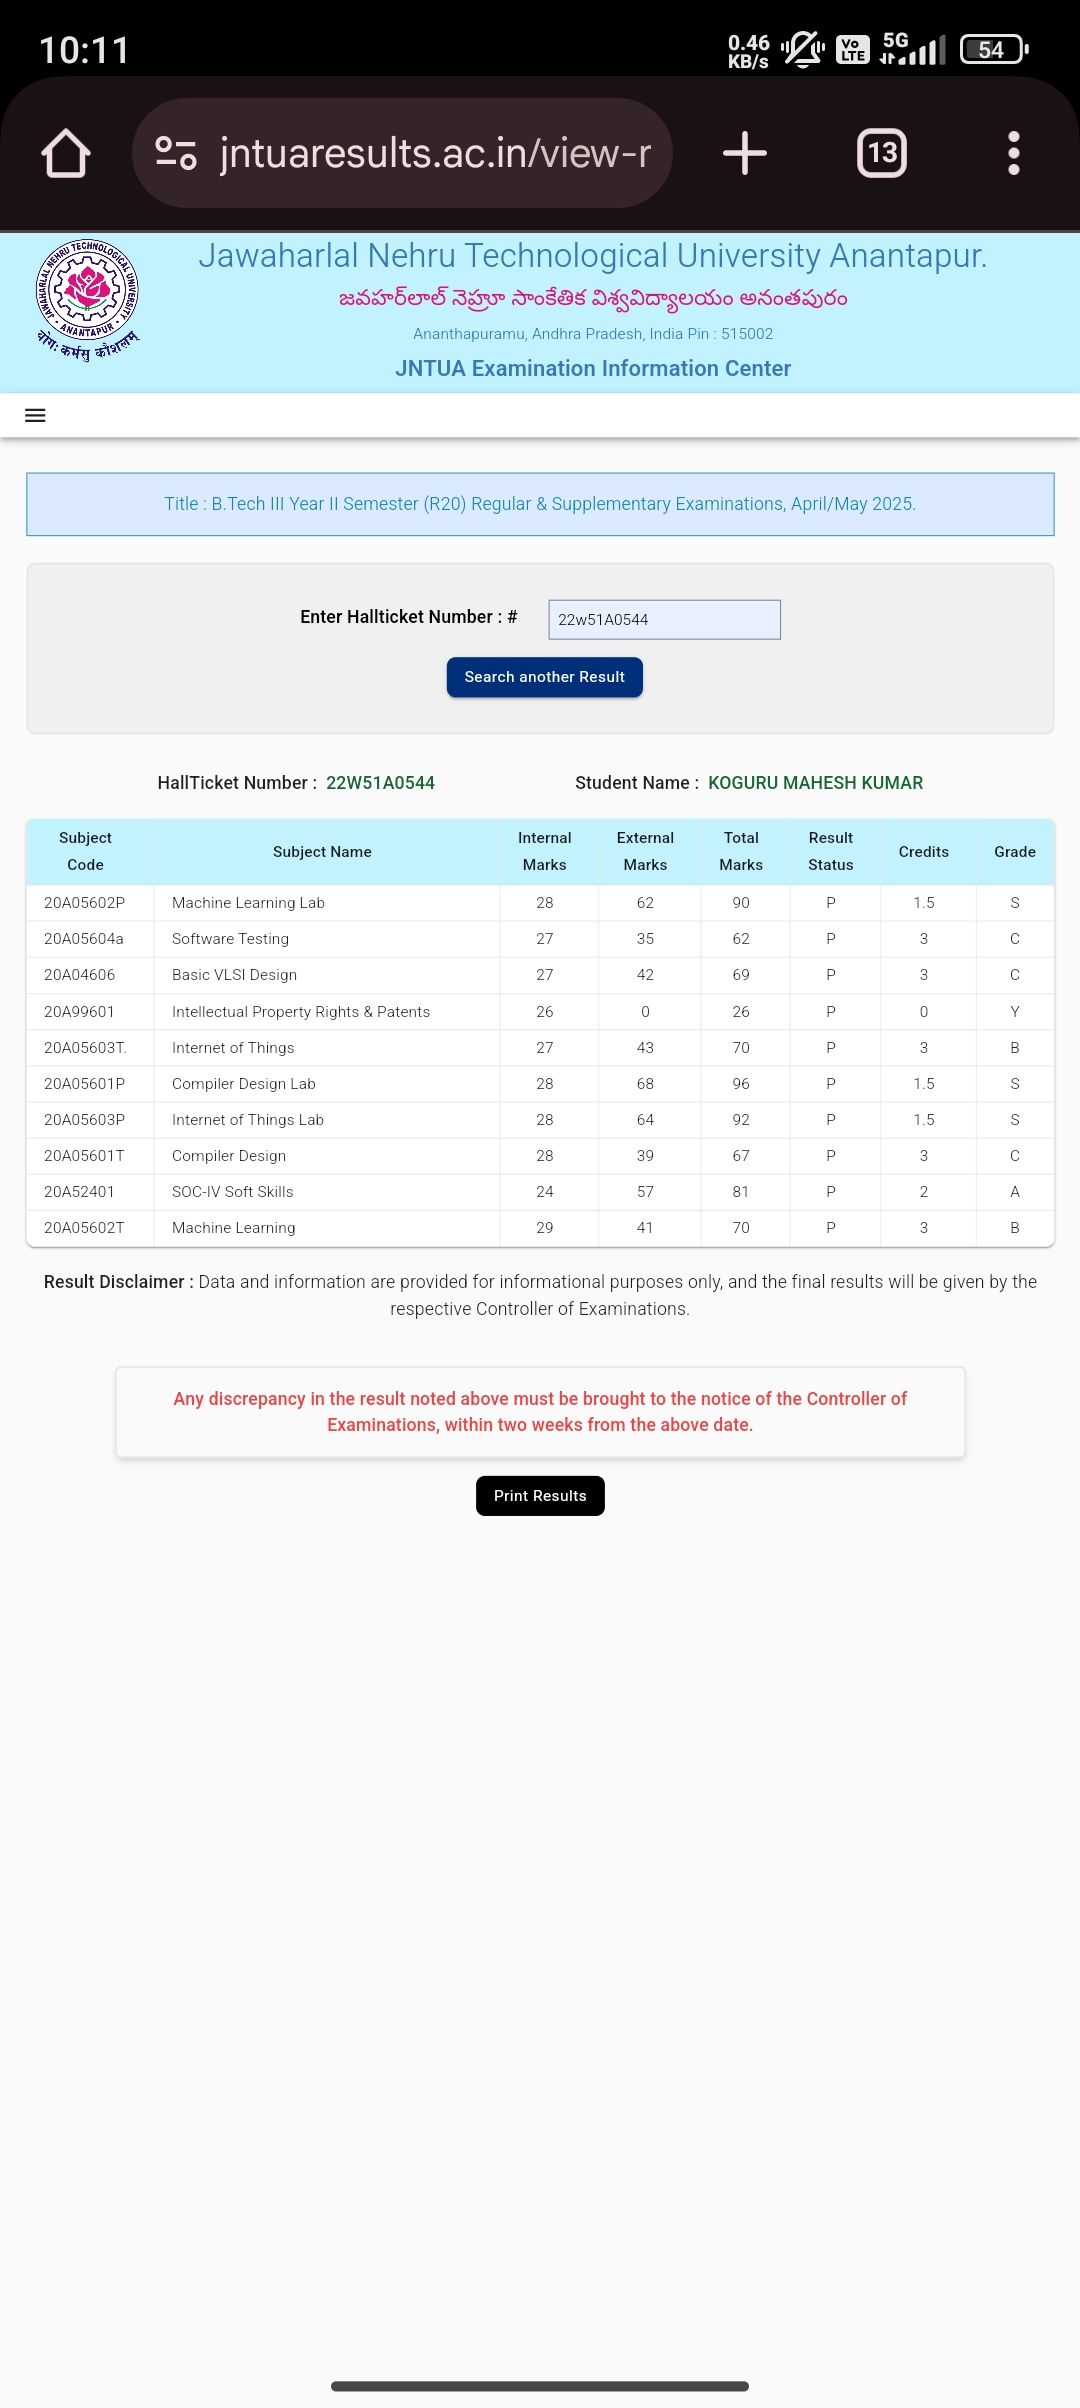 10:11
0.46 KB/s Vo LTE 5G 54
jntuaresults.ac.in/view-r
13
JAWAHARLAL NEHRU TECHNOLOGICAL UNIVERSITY
ANANTAPUR
योगः कर्मसु कौशलम्
Jawaharlal Nehru Technological University Anantapur.
జవహర్‌లాల్ నెహ్రూ సాంకేతిక విశ్వవిద్యాలయం అనంతపురం
Ananthapuramu, Andhra Pradesh, India Pin : 515002
JNTUA Examination Information Center
Title : B.Tech III Year II Semester (R20) Regular & Supplementary Examinations, April/May 2025.
Enter Hallticket Number : # 22w51A0544
Search another Result
HallTicket Number : 22W51A0544 Student Name : KOGURU MAHESH KUMAR
Subject Code Subject Name Internal Marks External Marks Total Marks Result Status Credits Grade
20A05602P Machine Learning Lab 28 62 90 P 1.5 S
20A05604a Software Testing 27 35 62 P 3 C
20A04606 Basic VLSI Design 27 42 69 P 3 C
20A99601 Intellectual Property Rights & Patents 26 0 26 P 0 Y
20A05603T. Internet of Things 27 43 70 P 3 B
20A05601P Compiler Design Lab 28 68 96 P 1.5 S
20A05603P Internet of Things Lab 28 64 92 P 1.5 S
20A05601T Compiler Design 28 39 67 P 3 C
20A52401 SOC-IV Soft Skills 24 57 81 P 2 A
20A05602T Machine Learning 29 41 70 P 3 B
Result Disclaimer : Data and information are provided for informational purposes only, and the final results will be given by the
respective Controller of Examinations.
Any discrepancy in the result noted above must be brought to the notice of the Controller of
Examinations, within two weeks from the above date.
Print Results